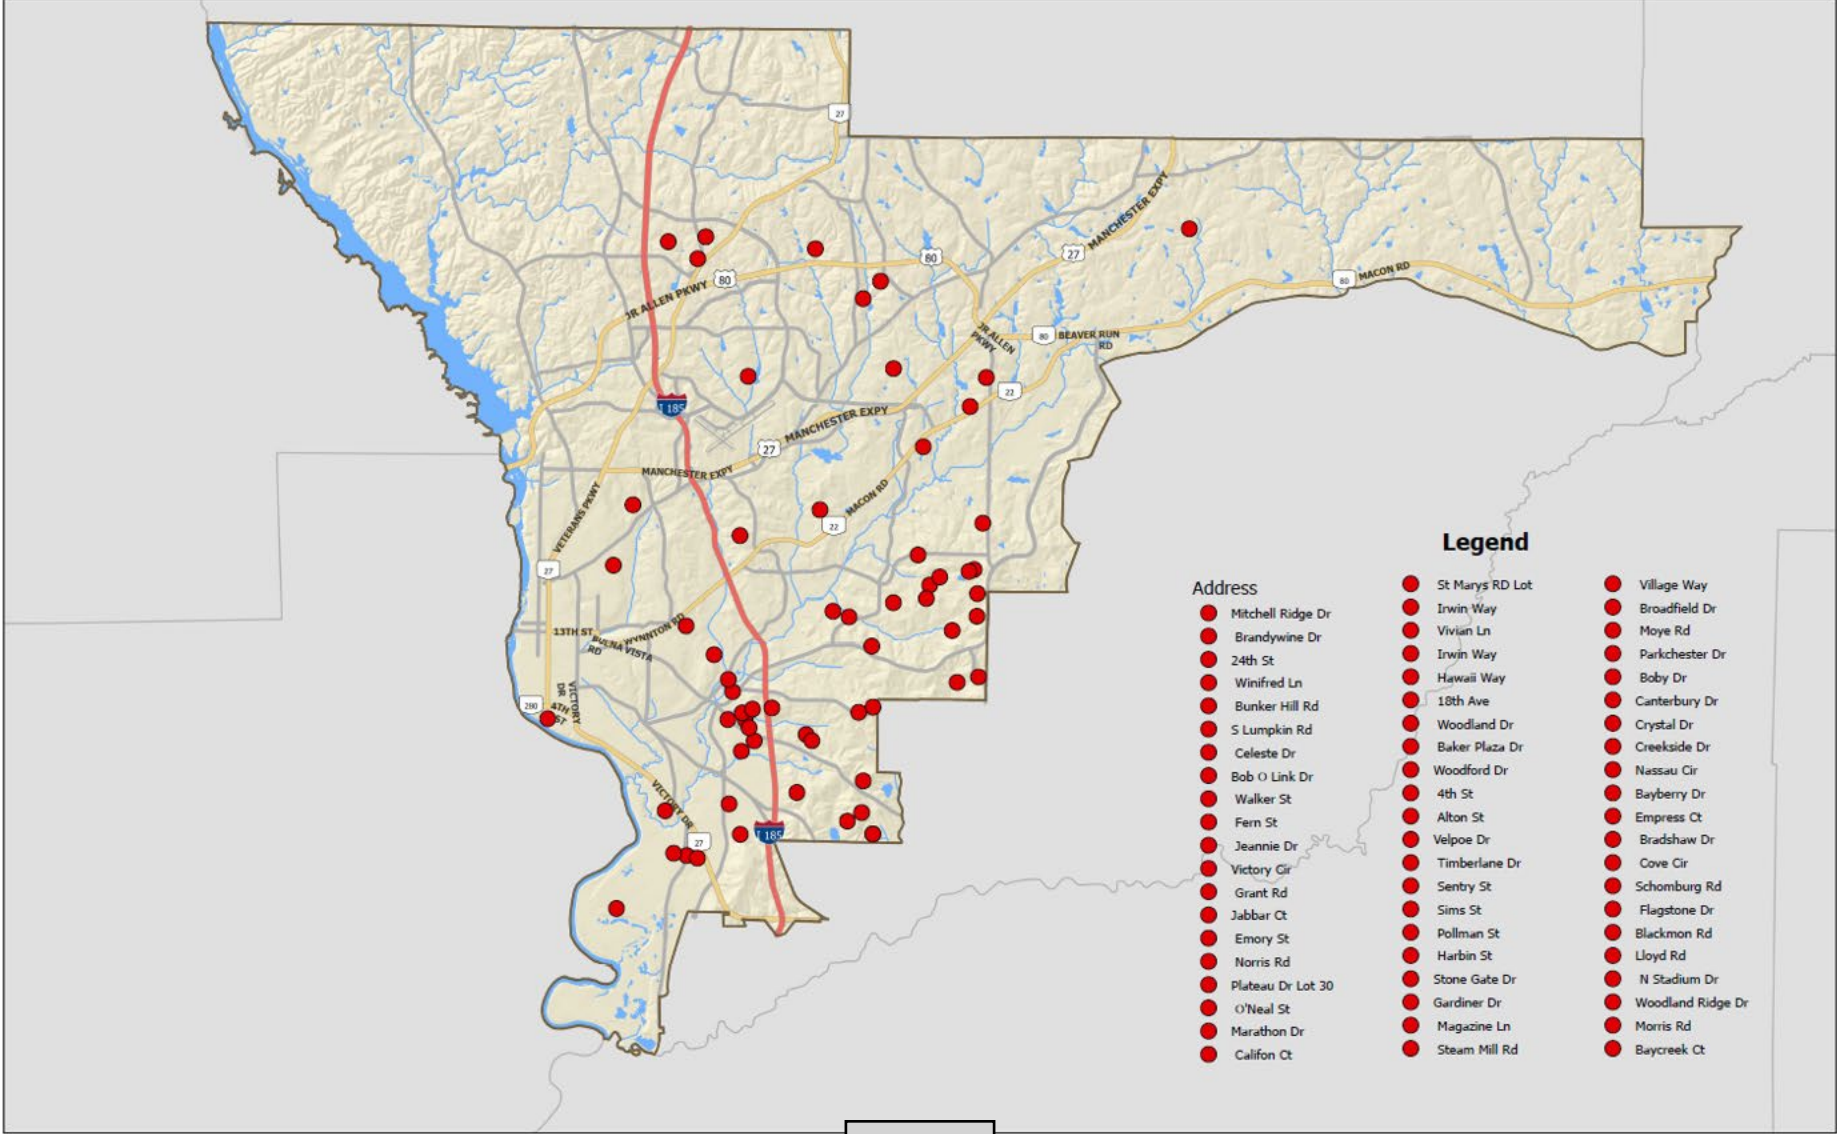 27
80
27
MANCHESTER EXPY
80
MACON RD
JR ALLEN PKWY
80
JR ALLEN
PKWY
80
BEAVER RUN
RD
22
I 185
MANCHESTER EXPY
27
MANCHESTER EXPY
MACON RD
22
VETERANS PKWY
27
13TH ST
BUENA VISTA
RD
WYNNTON RD
VICTORY
DR
280
4TH
ST
VICTORY DR
27
I 185
Legend
Address
Mitchell Ridge Dr
Brandywine Dr
24th St
Winifred Ln
Bunker Hill Rd
S Lumpkin Rd
Celeste Dr
Bob O Link Dr
Walker St
Fern St
Jeannie Dr
Victory Cir
Grant Rd
Jabbar Ct
Emory St
Norris Rd
Plateau Dr Lot 30
O'Neal St
Marathon Dr
Califon Ct
St Marys RD Lot
Irwin Way
Vivian Ln
Irwin Way
Hawaii Way
18th Ave
Woodland Dr
Baker Plaza Dr
Woodford Dr
4th St
Alton St
Velpoe Dr
Timberlane Dr
Sentry St
Sims St
Pollman St
Harbin St
Stone Gate Dr
Gardiner Dr
Magazine Ln
Steam Mill Rd
Village Way
Broadfield Dr
Moye Rd
Parkchester Dr
Boby Dr
Canterbury Dr
Crystal Dr
Creekside Dr
Nassau Cir
Bayberry Dr
Empress Ct
Bradshaw Dr
Cove Cir
Schomburg Rd
Flagstone Dr
Blackmon Rd
Lloyd Rd
N Stadium Dr
Woodland Ridge Dr
Morris Rd
Baycreek Ct